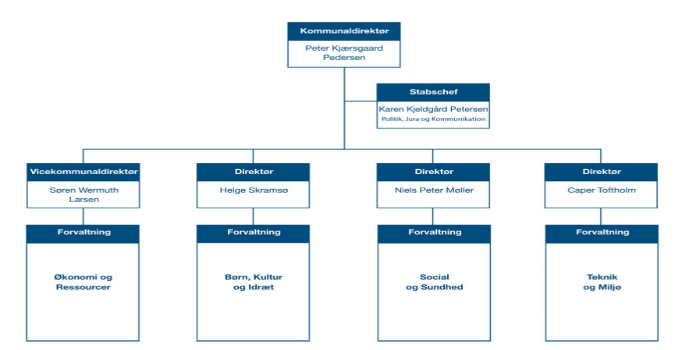 Kommunaldirektør
Peter Kjærsgaard
Pedersen
Stabschef
Karen Kjeldgård Petersen
Politik, Jura og Kommunikation
Vicekommunaldirektør
Søren Wermuth
Larsen
Direktør
Helge Skramsø
Direktør
Niels Peter Møller
Direktør
Caper Toftholm
Forvaltning
Økonomi og
Ressourcer
Forvaltning
Børn, Kultur
og Idræt
Forvaltning
Social
og Sundhed
Forvaltning
Teknik
og Miljø